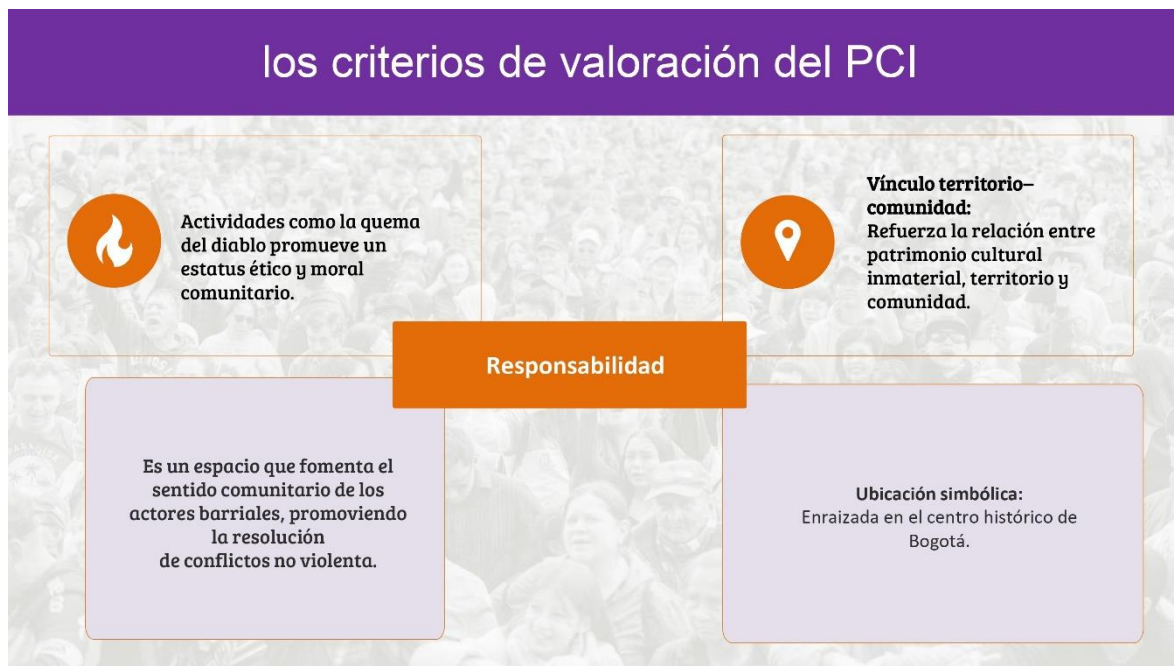 los criterios de valoración del PCI
Actividades como la quema
del diablo promueve un
estatus ético y moral
comunitario.
Vínculo territorio–
comunidad:
Refuerza la relación entre
patrimonio cultural
inmaterial, territorio y
comunidad.
Responsabilidad
Es un espacio que fomenta el
sentido comunitario de los
actores barriales, promoviendo
la resolución
de conflictos no violenta.
Ubicación simbólica:
Enraizada en el centro histórico de
Bogotá.